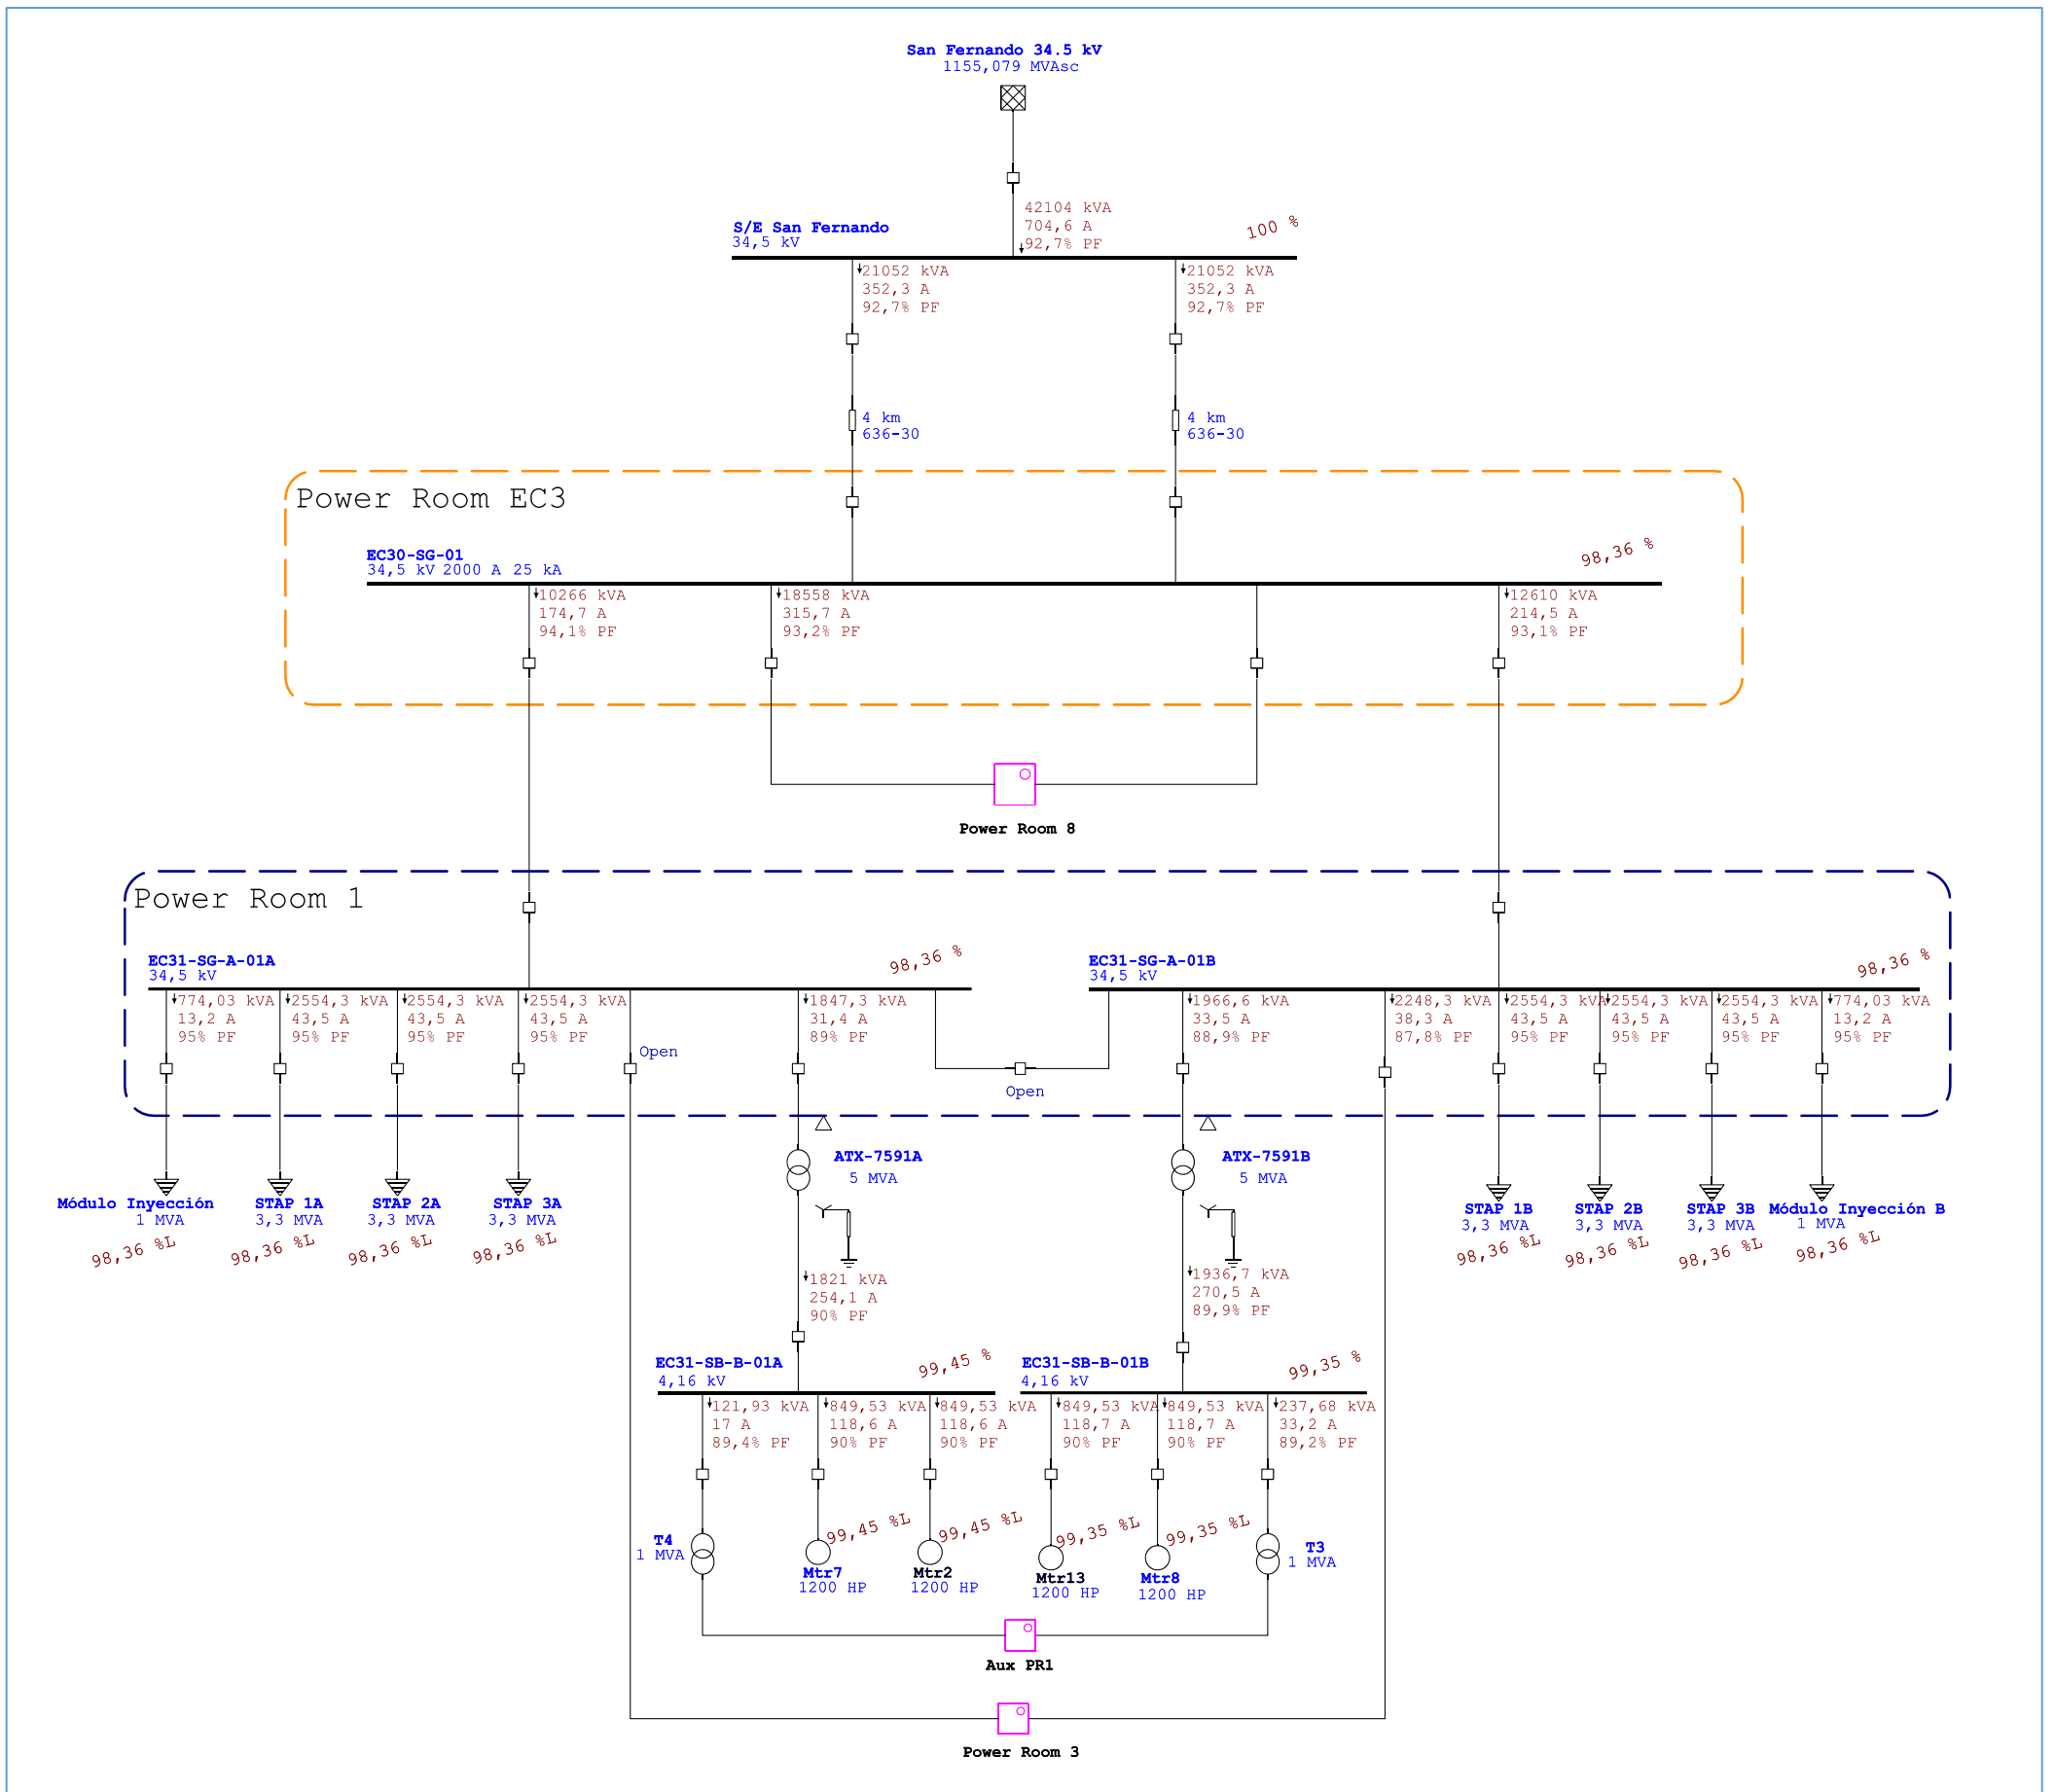 San Fernando 34.5 kV
1155,079 MVAsc
42104 kVA
704,6 A
92,7% PF
100 %
S/E San Fernando
34,5 kV
21052 kVA
352,3 A
92,7% PF
21052 kVA
352,3 A
92,7% PF
4 km
636-30
4 km
636-30
Power Room EC3
EC30-SG-01
34,5 kV 2000 A 25 kA
98,36 %
10266 kVA
174,7 A
94,1% PF
18558 kVA
315,7 A
93,2% PF
12610 kVA
214,5 A
93,1% PF
Power Room 8
Power Room 1
EC31-SG-A-01A
34,5 kV
98,36 %
EC31-SG-A-01B
34,5 kV
98,36 %
774,03 kVA
13,2 A
95% PF
2554,3 kVA
43,5 A
95% PF
2554,3 kVA
43,5 A
95% PF
2554,3 kVA
43,5 A
95% PF
Open
1847,3 kVA
31,4 A
89% PF
Open
1966,6 kVA
33,5 A
88,9% PF
2248,3 kVA
38,3 A
87,8% PF
2554,3 kVA
43,5 A
95% PF
2554,3 kVA
43,5 A
95% PF
2554,3 kVA
43,5 A
95% PF
774,03 kVA
13,2 A
95% PF
ATX-7591A
5 MVA
ATX-7591B
5 MVA
Módulo Inyección
1 MVA
98,36 %L
STAP 1A
3,3 MVA
98,36 %L
STAP 2A
3,3 MVA
98,36 %L
STAP 3A
3,3 MVA
98,36 %L
STAP 1B
3,3 MVA
98,36 %L
STAP 2B
3,3 MVA
98,36 %L
STAP 3B
3,3 MVA
98,36 %L
Módulo Inyección B
1 MVA
98,36 %L
1821 kVA
254,1 A
90% PF
1936,7 kVA
270,5 A
89,9% PF
EC31-SB-B-01A
4,16 kV
99,45 %
EC31-SB-B-01B
4,16 kV
99,35 %
121,93 kVA
17 A
89,4% PF
849,53 kVA
118,6 A
90% PF
849,53 kVA
118,6 A
90% PF
849,53 kVA
118,7 A
90% PF
849,53 kVA
118,7 A
90% PF
237,68 kVA
33,2 A
89,2% PF
T4
1 MVA
99,45 %L
Mtr7
1200 HP
99,45 %L
Mtr2
1200 HP
99,35 %L
Mtr13
1200 HP
99,35 %L
Mtr8
1200 HP
T3
1 MVA
Aux PR1
Power Room 3